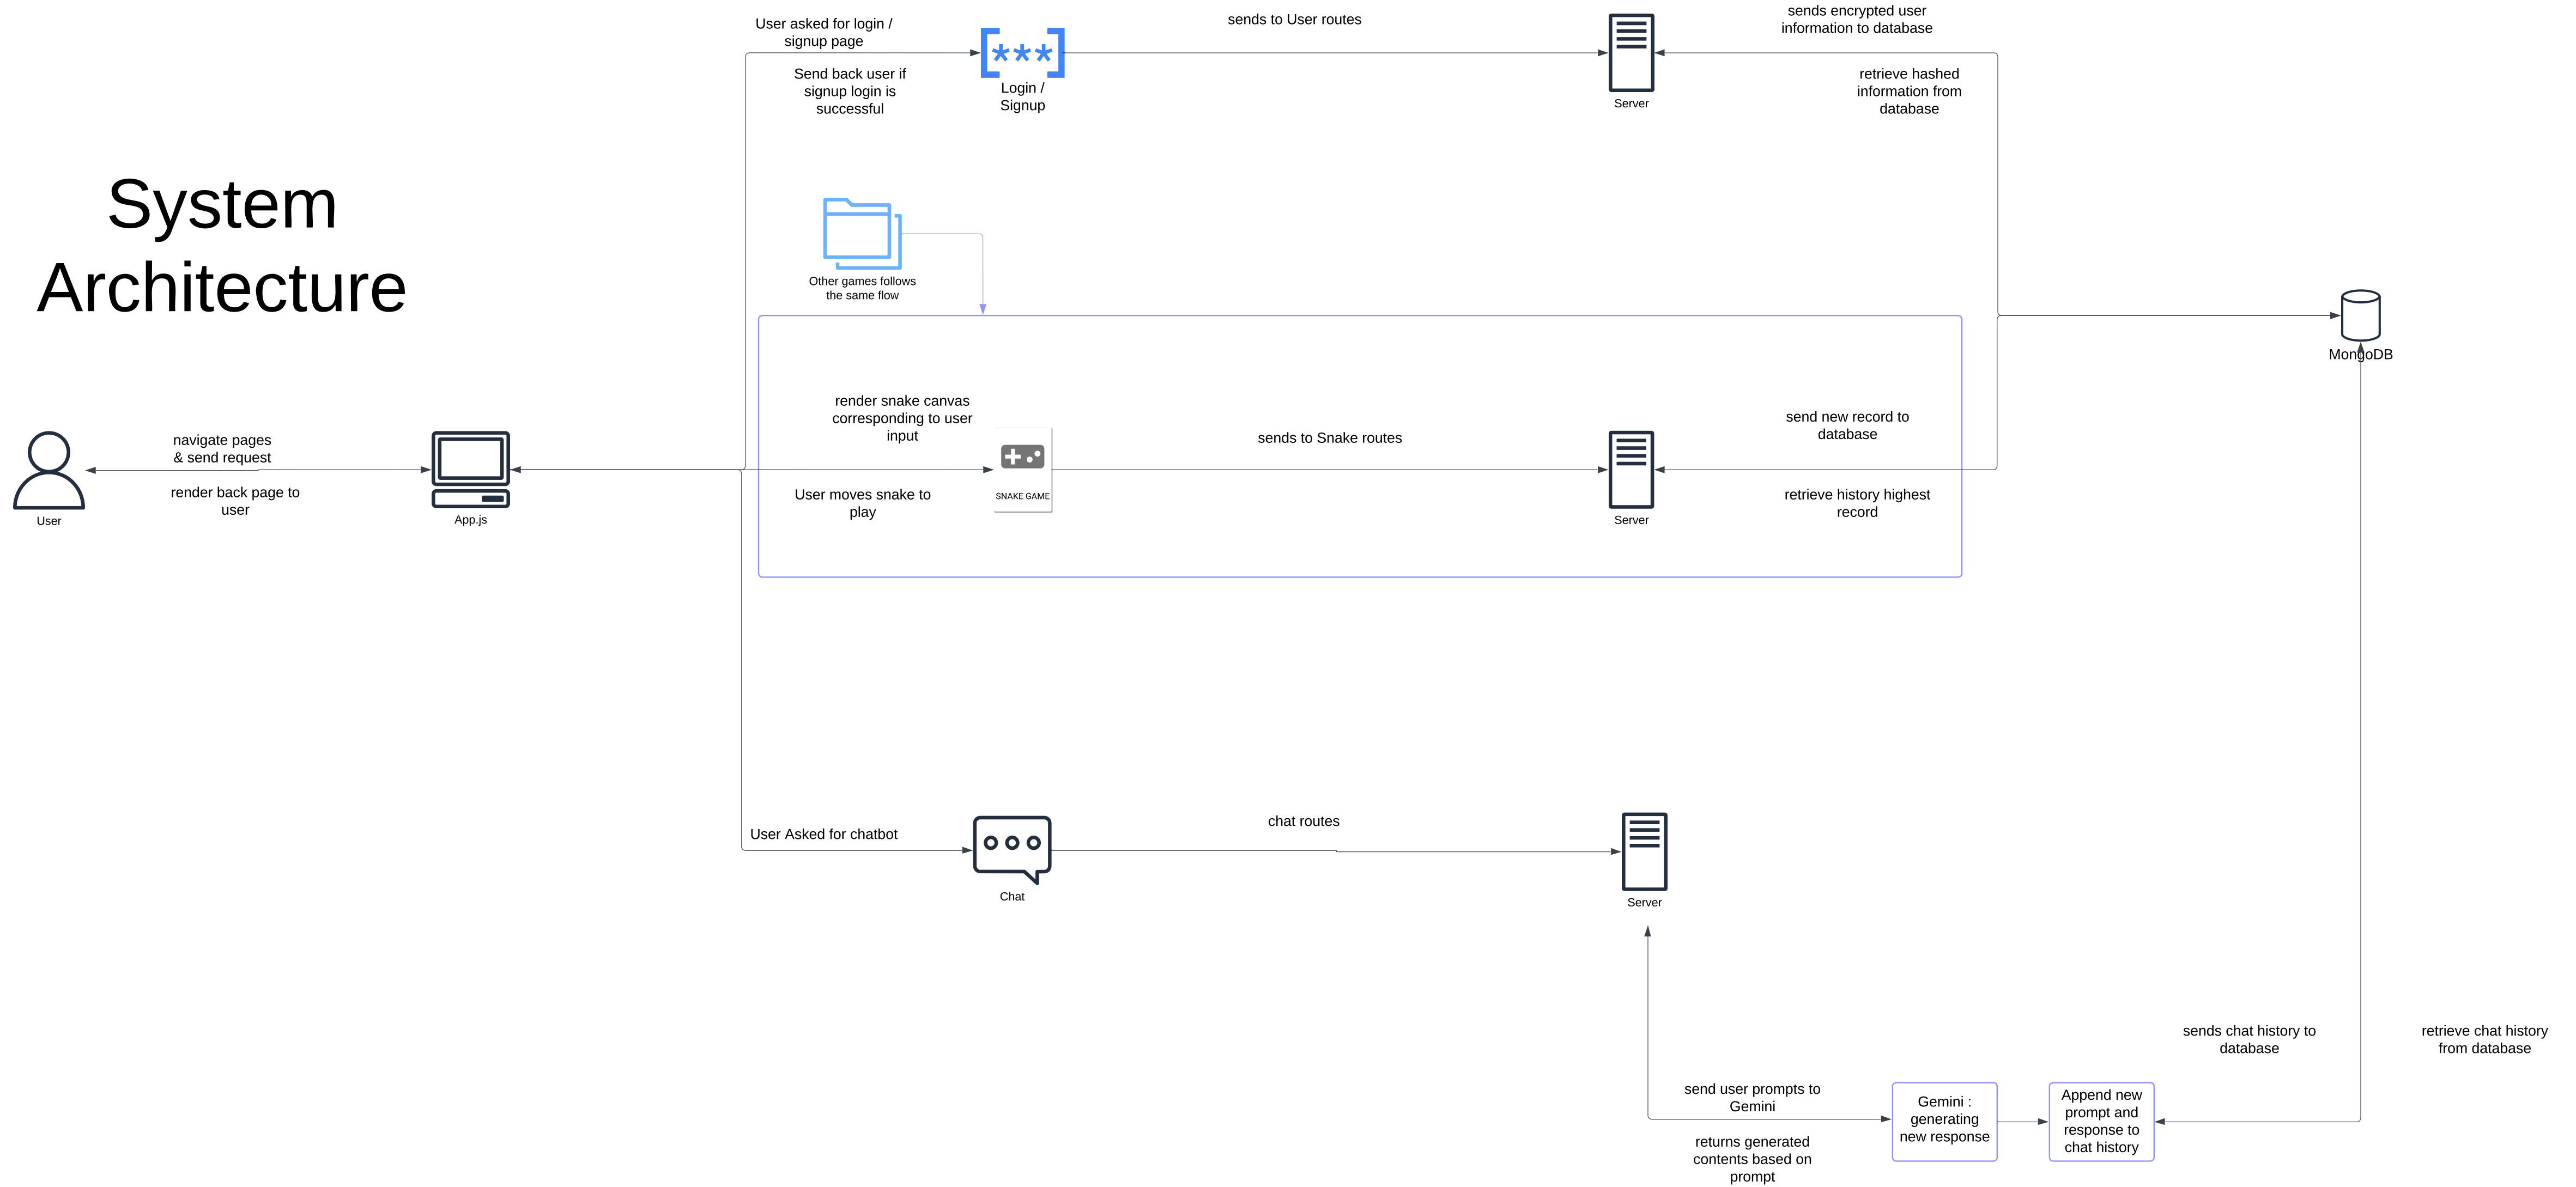 System
Architecture
User asked for login /
signup page
Send back user if
signup login is
successful
Login /
Signup
sends to User routes
Server
sends encrypted user
information to database
retrieve hashed
information from
database
Other games follows
the same flow
MongoDB
navigate pages
& send request
render back page to
user
User
App.js
render snake canvas
corresponding to user
input
User moves snake to
play
SNAKE GAME
sends to Snake routes
Server
send new record to
database
retrieve history highest
record
User Asked for chatbot
Chat
chat routes
Server
send user prompts to
Gemini
returns generated
contents based on
prompt
Gemini :
generating
new response
Append new
prompt and
response to
chat history
sends chat history to
database
retrieve chat history
from database